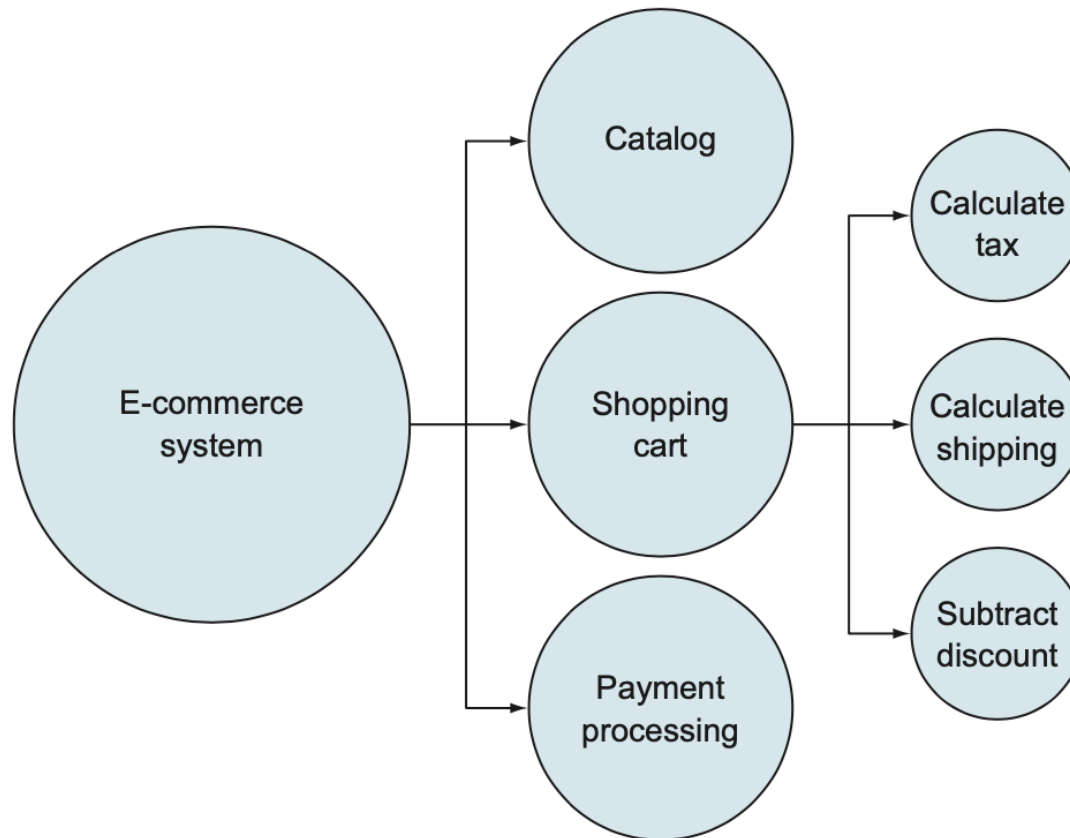 E-commerce
system
Catalog
Shopping
cart
Payment
processing
Calculate
tax
Calculate
shipping
Subtract
discount